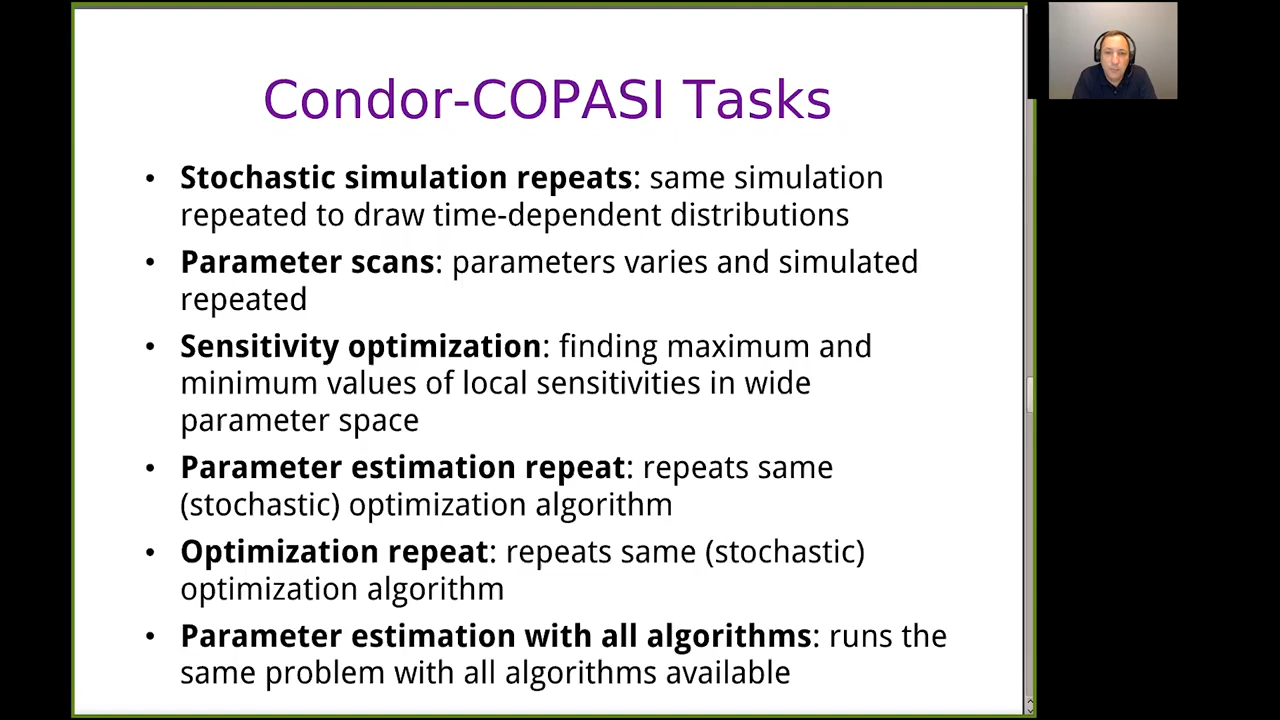 Condor-COPASI Tasks
• Stochastic simulation repeats: same simulation
repeated to draw time-dependent distributions
• Parameter scans: parameters varies and simulated
repeated
• Sensitivity optimization: finding maximum and
minimum values of local sensitivities in wide
parameter space
• Parameter estimation repeat: repeats same
(stochastic) optimization algorithm
• Optimization repeat: repeats same (stochastic)
optimization algorithm
• Parameter estimation with all algorithms: runs the
same problem with all algorithms available